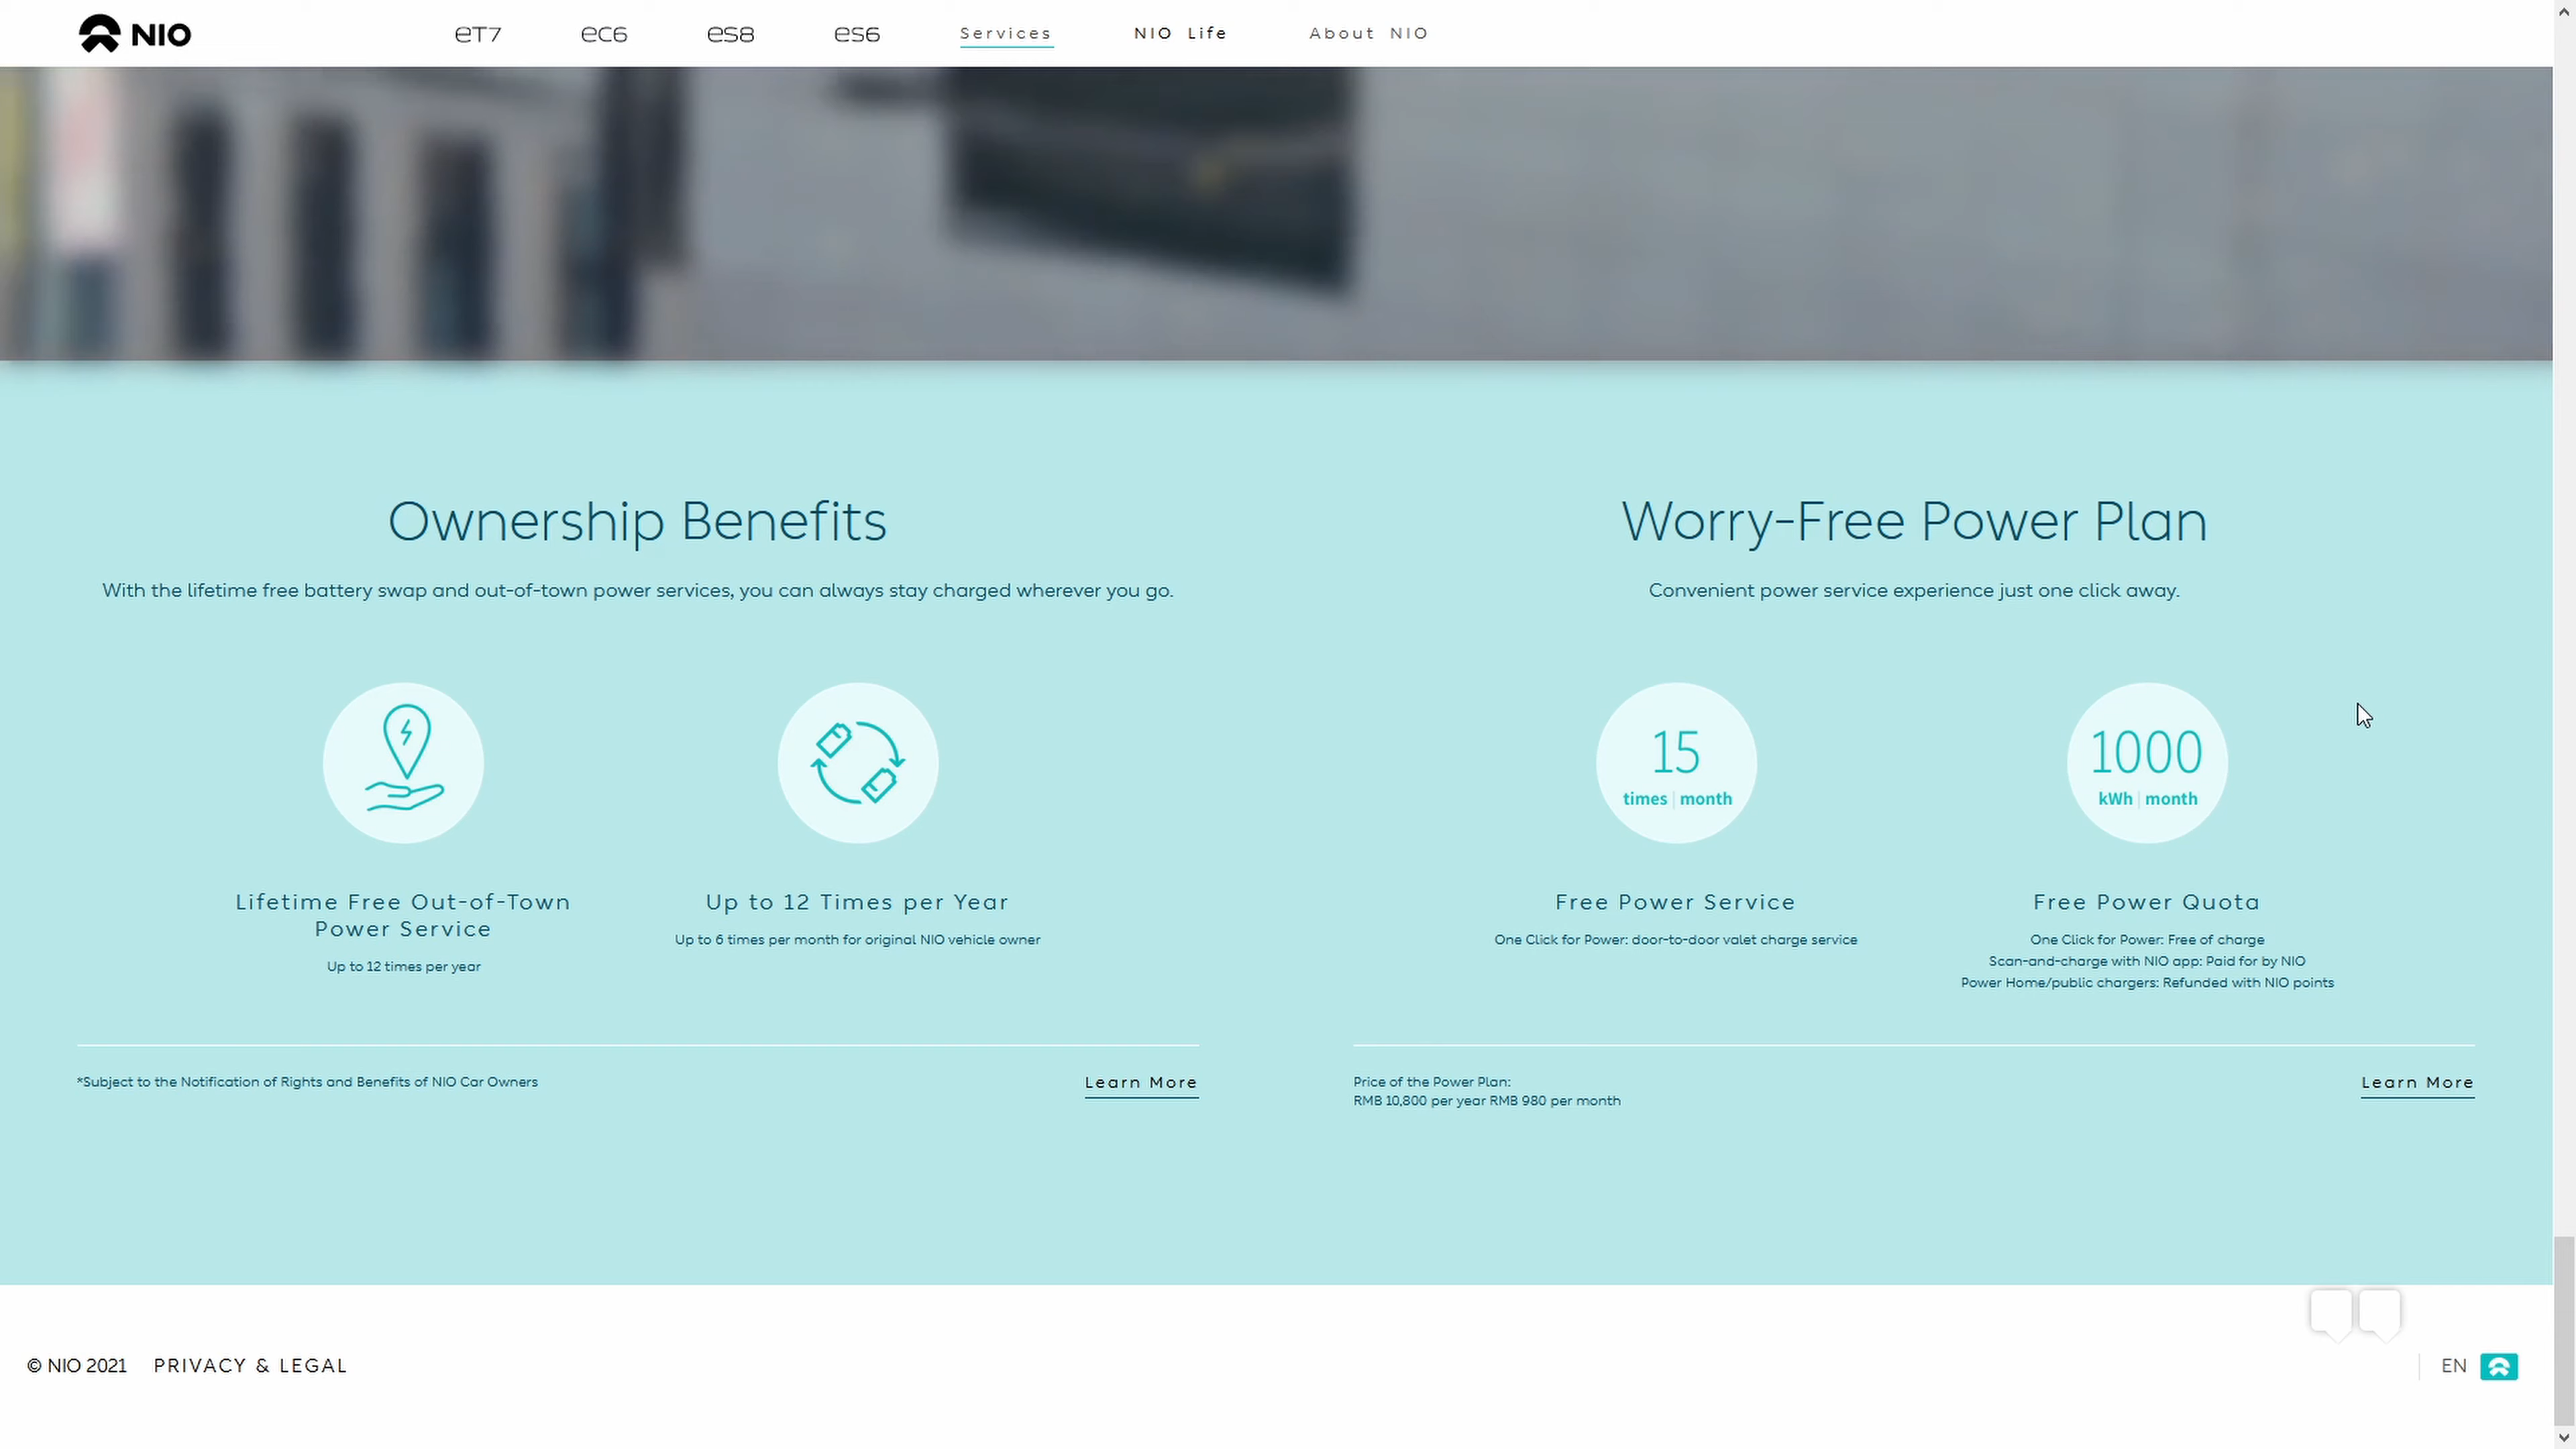 NIO
eT7
eC6
eS8
eS6
Services
NIO Life
About NIO
Ownership Benefits
With the lifetime free battery swap and out-of-town power services, you can always stay charged wherever you go.
Lifetime Free Out-of-Town
Power Service
Up to 12 times per year
Up to 12 Times per Year
Up to 6 times per month for original NIO vehicle owner
*Subject to the Notification of Rights and Benefits of NIO Car Owners
Learn More
Worry-Free Power Plan
Convenient power service experience just one click away.
15
times | month
Free Power Service
One Click for Power: door-to-door valet charge service
1000
kWh | month
Free Power Quota
One Click for Power: Free of charge
Scan-and-charge with NIO app: Paid for by NIO
Power Home/public chargers: Refunded with NIO points
Price of the Power Plan:
RMB 10,800 per year RMB 980 per month
Learn More
© NIO 2021
PRIVACY & LEGAL
EN